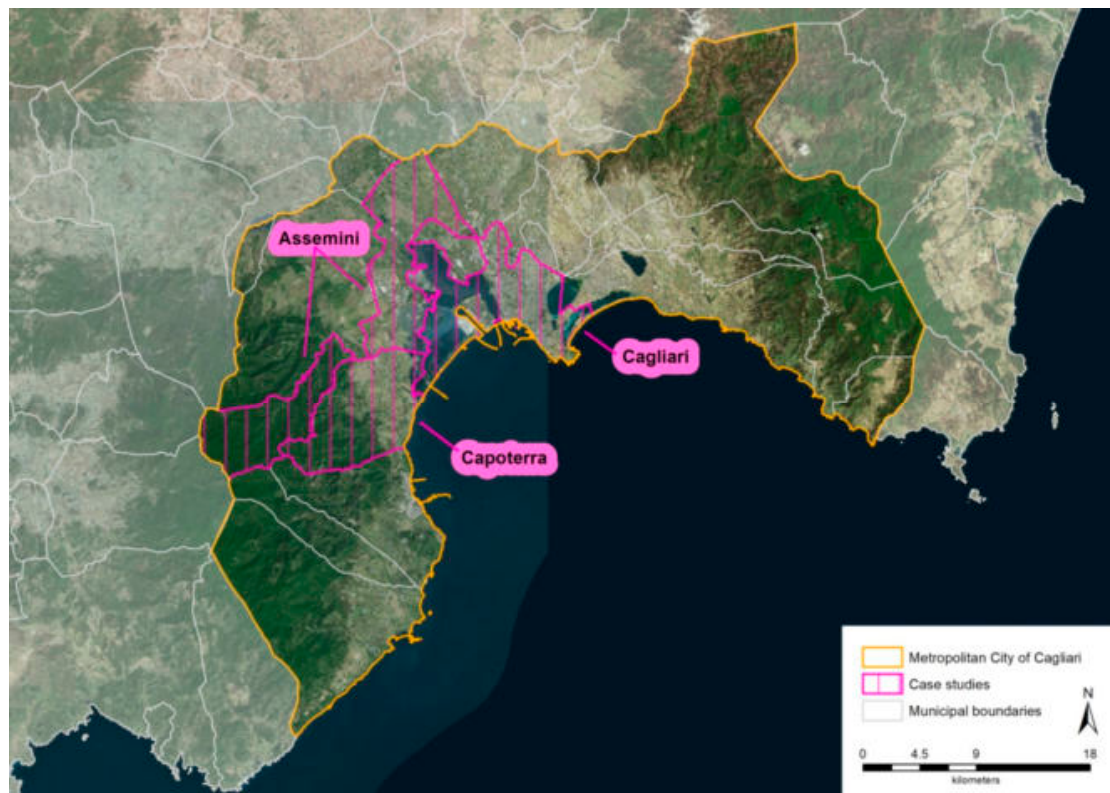 Assemini
Cagliari
Capoterra
Metropolitan City of Cagliari
Case studies
Municipal boundaries
N
0 4.5 9 18
kilometers